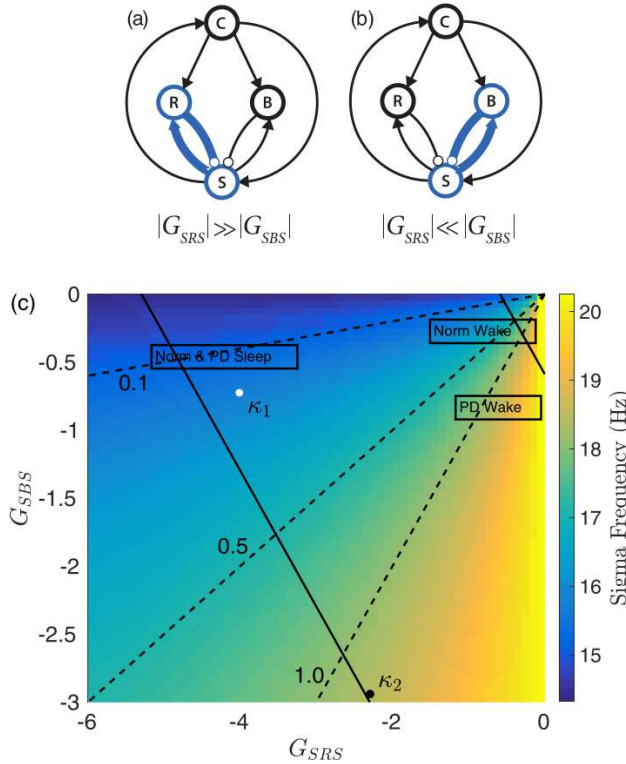 (a) C
R B
S
|G_SRS| ≫ |G_SBS|
(b) C
R B
S
|G_SRS| ≪ |G_SBS|
(c)
0
-0.5
-1
-1.5
-2
-2.5
-3
G_SBS
Norm Wake
Norm & PD Sleep
0.1
κ₁
PD Wake
0.5
1.0
κ₂
-6 -4 -2 0
G_SRS
20
19
18
17
16
15
Sigma Frequency (Hz)